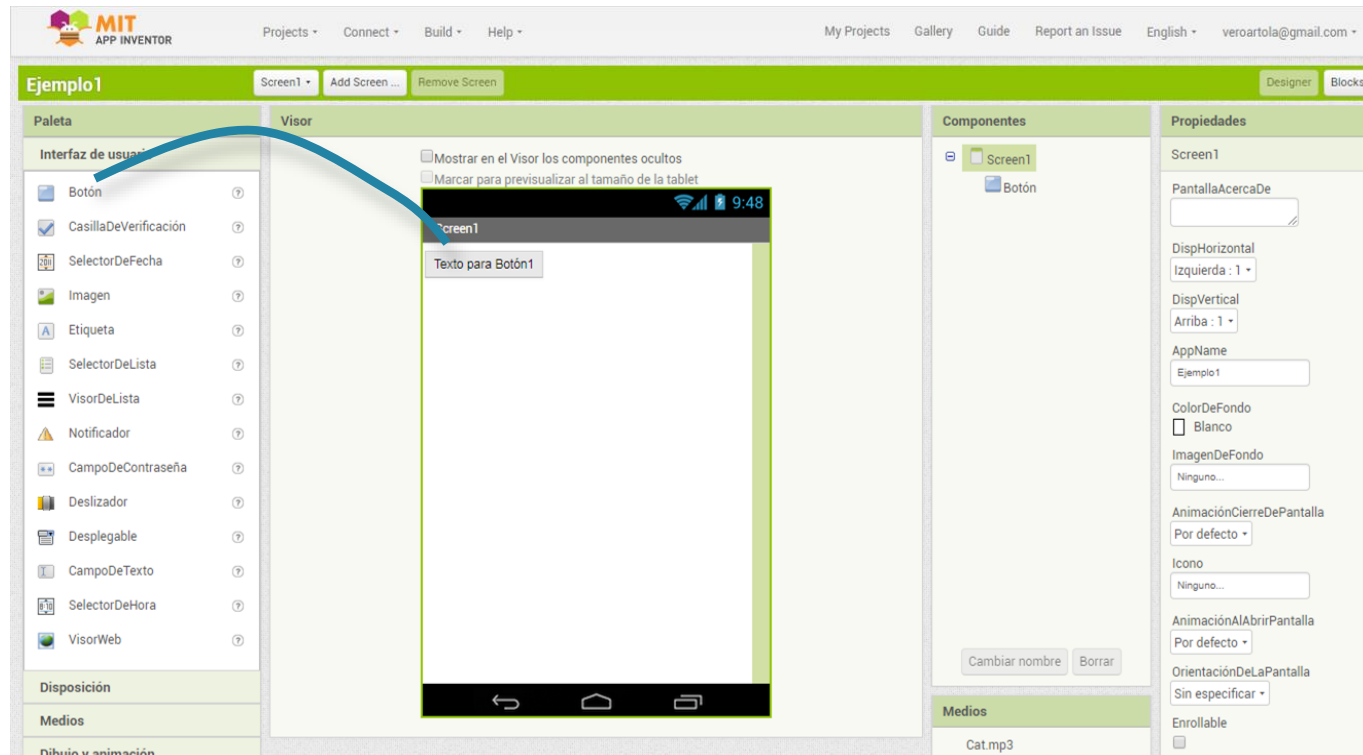 MIT
APP INVENTOR
Projects
Connect
Build
Help
My Projects
Gallery
Guide
Report an Issue
English
veroartola@gmail.com
Ejemplo1
Screen1
Add Screen ...
Remove Screen
Designer
Blocks
Paleta
Interfaz de usuario
Botón
CasillaDeVerificación
SelectorDeFecha
Imagen
Etiqueta
SelectorDeLista
VisorDeLista
Notificador
CampoDeContraseña
Deslizador
Desplegable
CampoDeTexto
SelectorDeHora
VisorWeb
Disposición
Medios
Dibujo y animación
Visor
Mostrar en el Visor los componentes ocultos
Marcar para previsualizar al tamaño de la tablet
9:48
Screen1
Texto para Botón1
Componentes
Screen1
Botón
Cambiar nombre
Borrar
Medios
Cat.mp3
Propiedades
Screen1
PantallaAcercaDe
DispHorizontal
Izquierda : 1
DispVertical
Arriba : 1
AppName
Ejemplo1
ColorDeFondo
Blanco
ImagenDeFondo
Ninguno...
AnimaciónCierreDePantalla
Por defecto
Icono
Ninguno...
AnimaciónAlAbrirPantalla
Por defecto
OrientaciónDeLaPantalla
Sin especificar
Enrollable